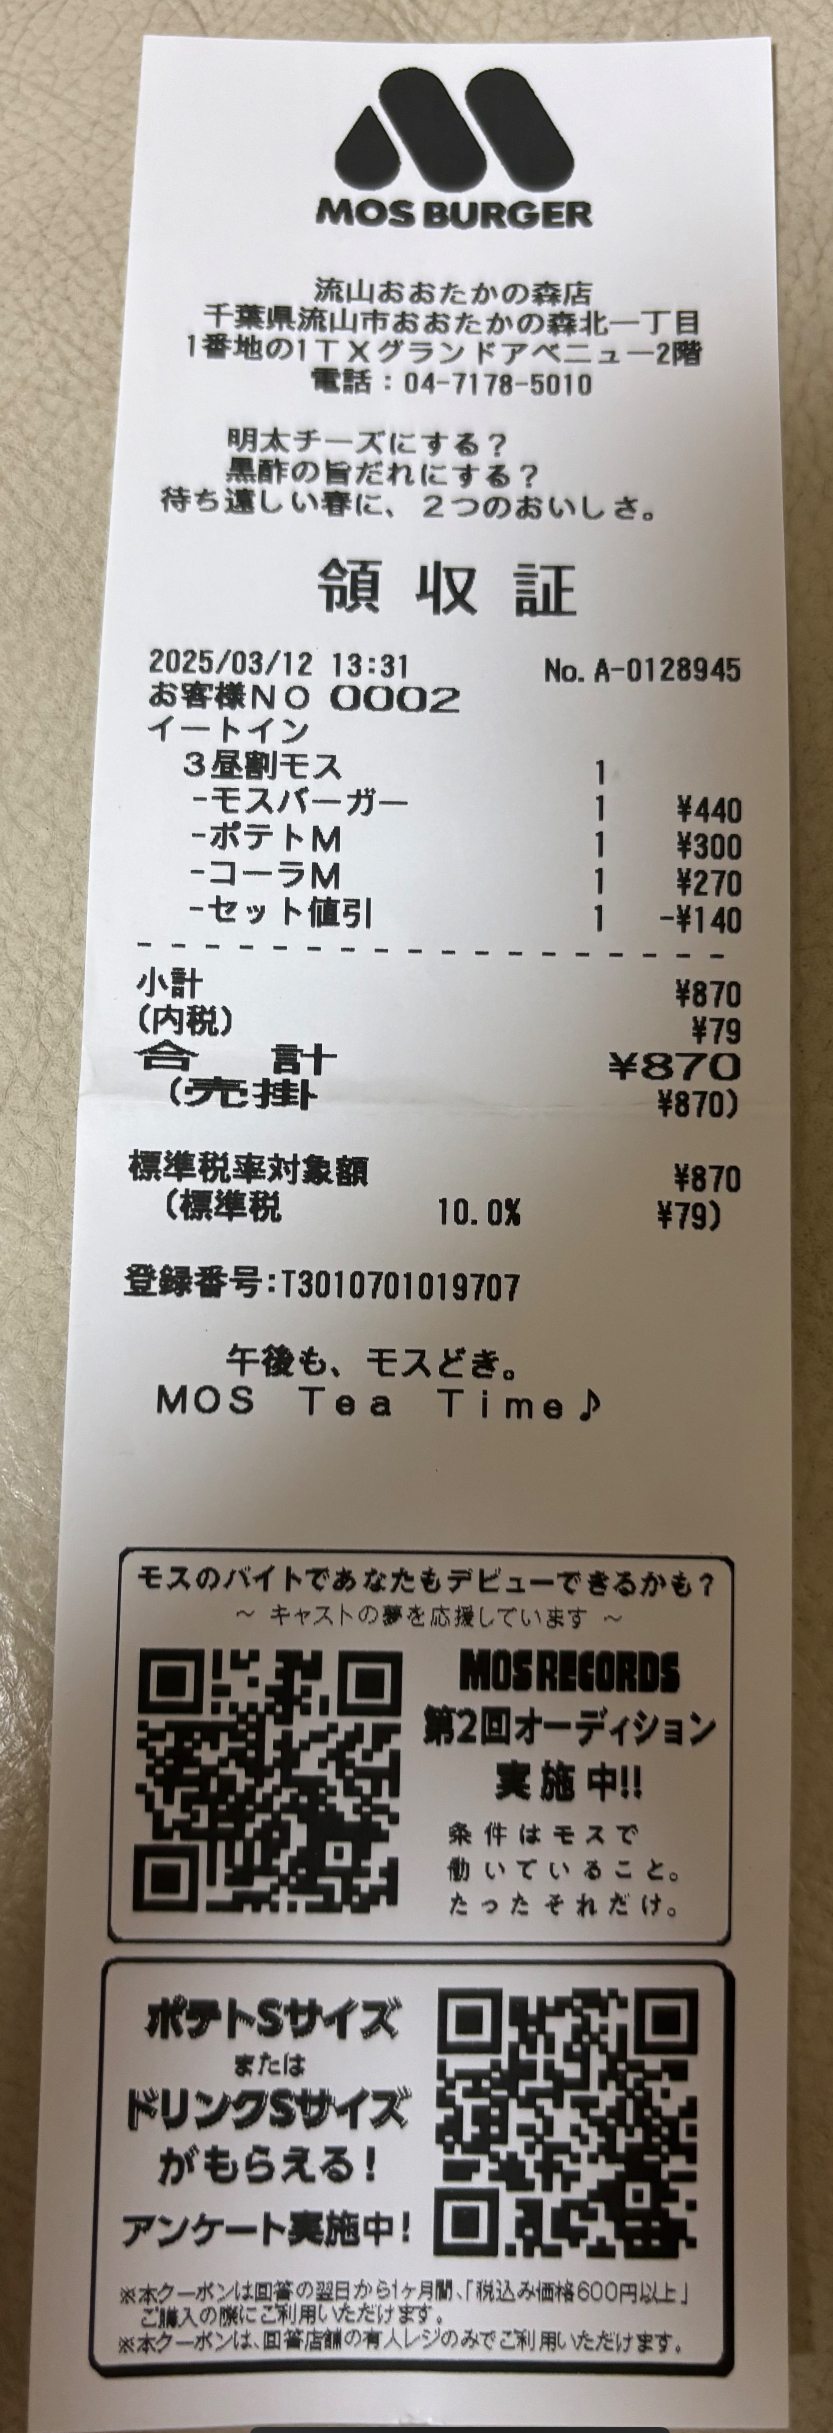 MOS BURGER
流山おおたかの森店
千葉県流山市おおたかの森北一丁目
1番地の1TXグランドアベニュー2階
電話：04-7178-5010
明太チーズにする？
黒酢の旨だれにする？
待ち遠しい春に、２つのおいしさ。
領収証
2025/03/12 13:31 No. A-0128945
お客様ＮＯ 0002
イートイン
３昼割モス 1
-モスバーガー 1 ¥440
-ポテトＭ 1 ¥300
-コーラＭ 1 ¥270
-セット値引 1 -¥140
小計 ¥870
(内税) ¥79
合 計 ¥870
(売掛 ¥870)
標準税率対象額 ¥870
(標準税 10.0% ¥79)
登録番号:T3010701019707
午後も、モスどき。
ＭＯＳ Ｔｅａ Ｔｉｍｅ♪
モスのバイトであなたもデビューできるかも？
～ キャストの夢を応援しています ～
MOS RECORDS
第2回オーディション
実施中!!
条件はモスで
働いていること。
たったそれだけ。
ポテトSサイズ
または
ドリンクSサイズ
がもらえる！
アンケート実施中！
※本クーポンは回答の翌日から1ヶ月間、「税込み価格600円以上」
ご購入の際にご利用いただけます。
※本クーポンは、回答店舗の有人レジのみでご利用いただけます。